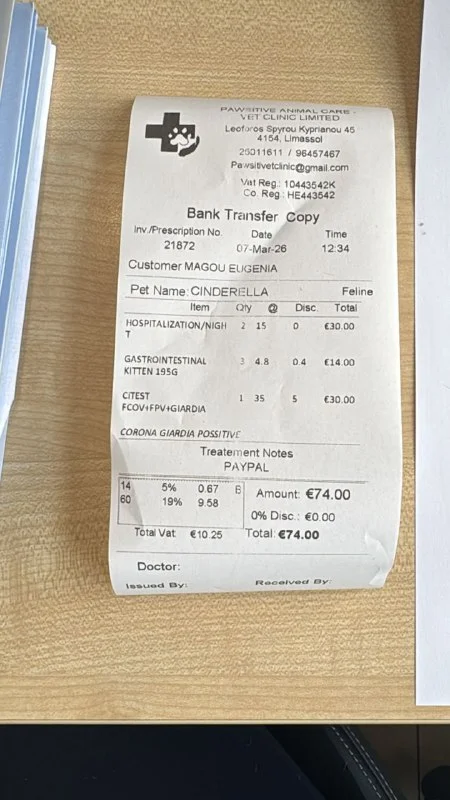 PAWSITIVE ANIMAL CARE -
VET CLINIC LIMITED
Leoforos Spyrou Kyprianou 45
4154, Limassol
25011611 / 96457467
Pawsitivetclinic@gmail.com
Vat Reg.: 10443542K
Co. Reg.: HE443542
Bank Transfer Copy
Inv./Prescription No. Date Time
21872 07-Mar-26 12:34
Customer MAGOU EUGENIA
Pet Name: CINDERELLA Feline
Item Qty @ Disc. Total
HOSPITALIZATION/NIGH 2 15 0 €30.00
T
GASTROINTESTINAL 3 4.8 0.4 €14.00
KITTEN 195G
CITEST 1 35 5 €30.00
FCOV+FPV+GIARDIA
CORONA GIARDIA POSSITIVE
Treatement Notes
PAYPAL
14 5% 0.67 B Amount: €74.00
60 19% 9.58
0% Disc.: €0.00
Total Vat €10.25 Total: €74.00
Doctor:
Issued By: Received By: